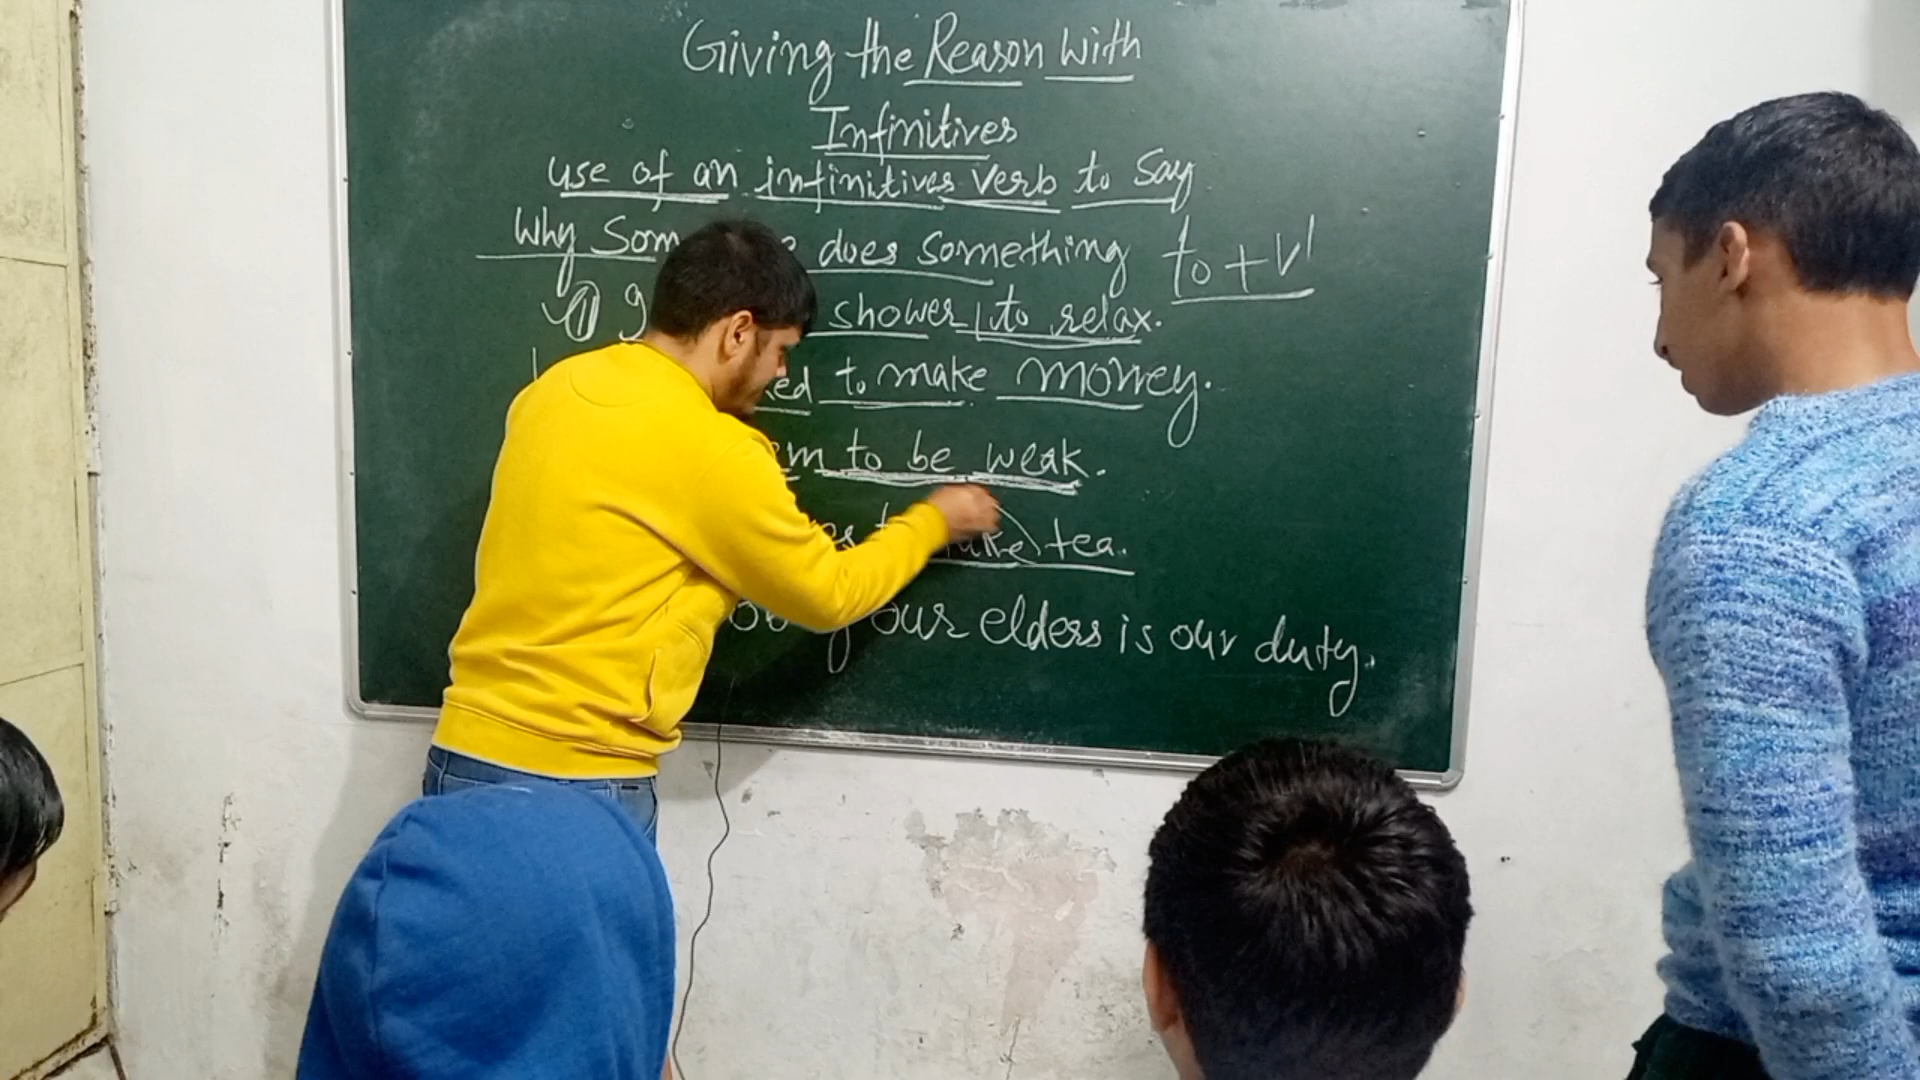 Giving the Reason With
Infinitives
use of an infinitives verb to say
Why does something to + V1
① shower to relax.
to make money.
to be weak.
tea.
our elders is our duty.